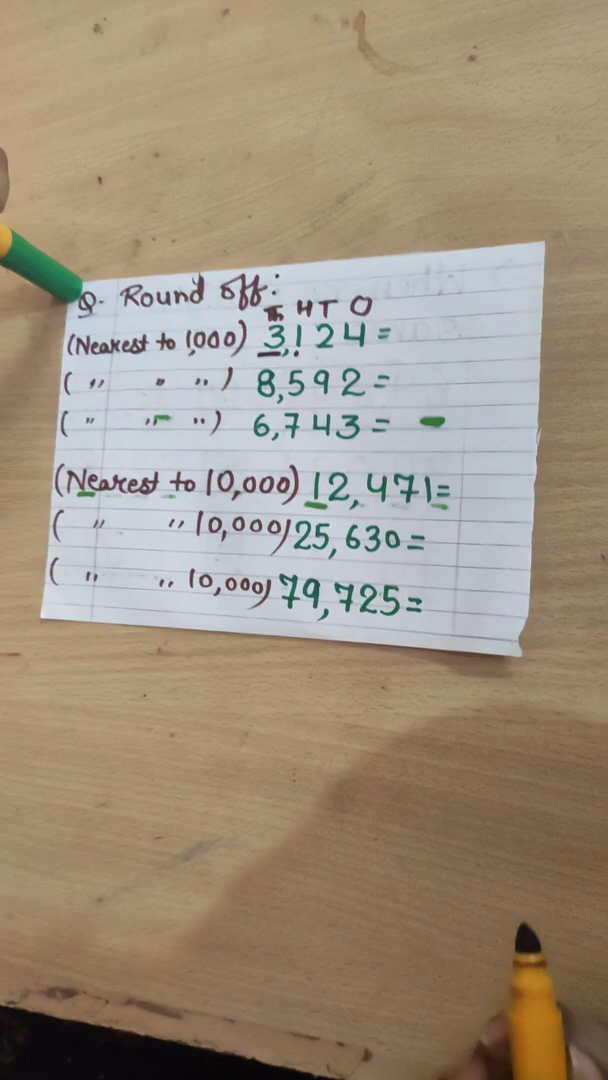 Q- Round off:
Th H T O
(Nearest to 1,000) 3,124=
( ,, ,, ,, ) 8,592=
( ,, ,, ,, ) 6,743=
(Nearest to 10,000) 12,471=
( ,, ,, 10,000) 25,630=
( ,, ,, 10,000) 79,725=